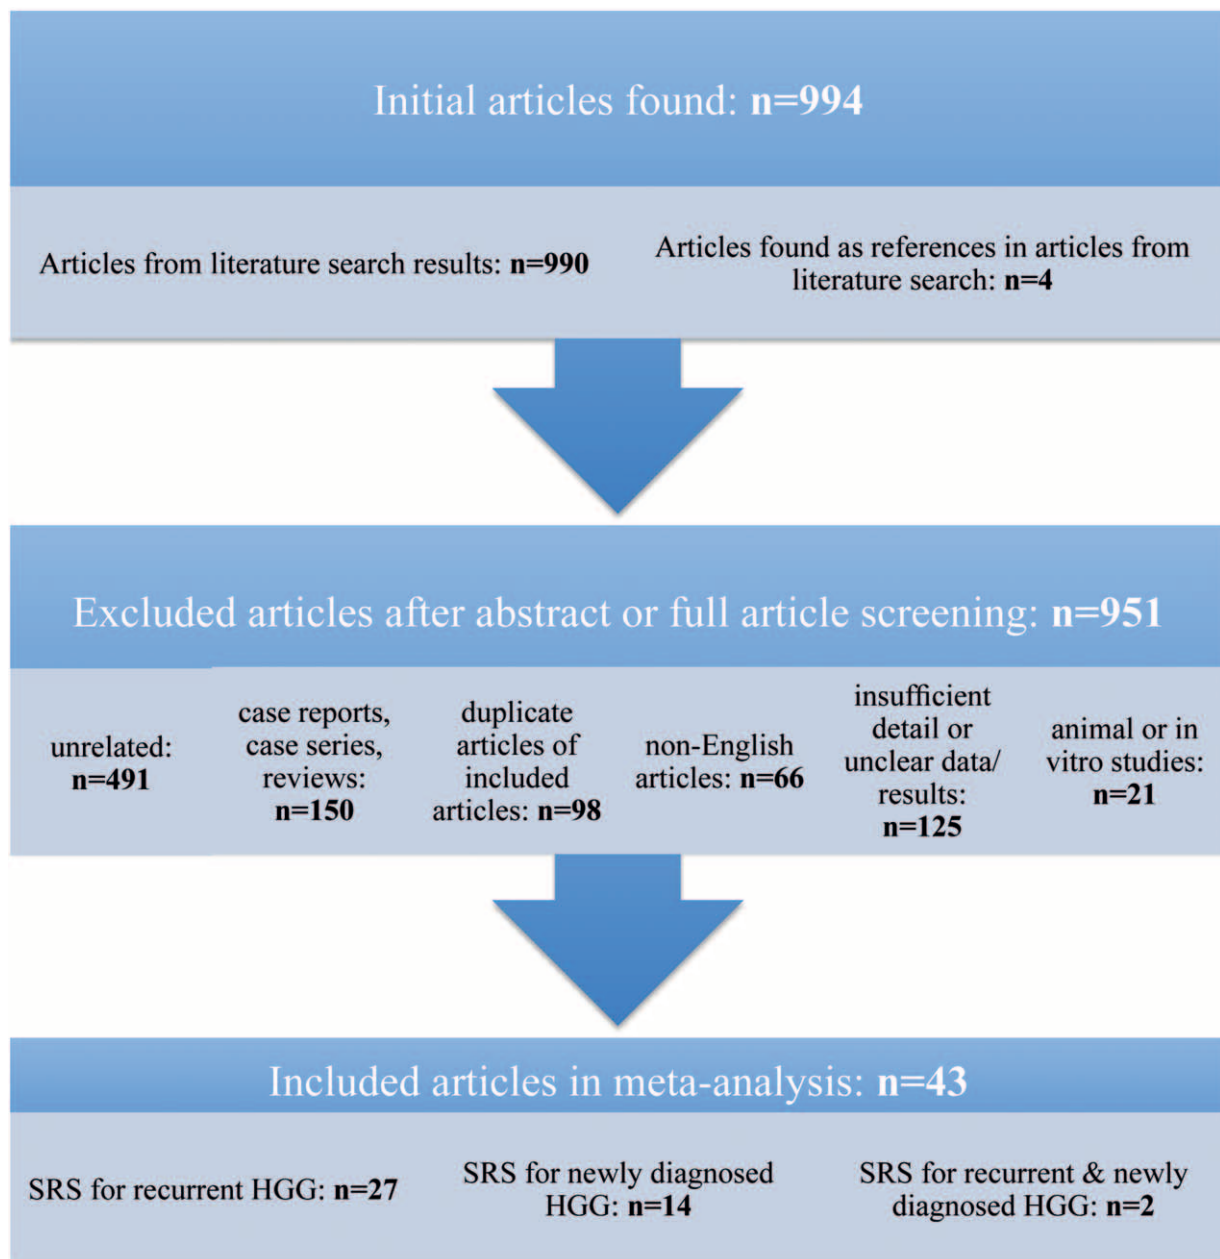 Initial articles found: n=994
Articles from literature search results: n=990
Articles found as references in articles from
literature search: n=4
Excluded articles after abstract or full article screening: n=951
unrelated:
n=491
case reports,
case series,
reviews:
n=150
duplicate
articles of
included
articles: n=98
non-English
articles: n=66
insufficient
detail or
unclear data/
results:
n=125
animal or in
vitro studies:
n=21
Included articles in meta-analysis: n=43
SRS for recurrent HGG: n=27
SRS for newly diagnosed
HGG: n=14
SRS for recurrent & newly
diagnosed HGG: n=2